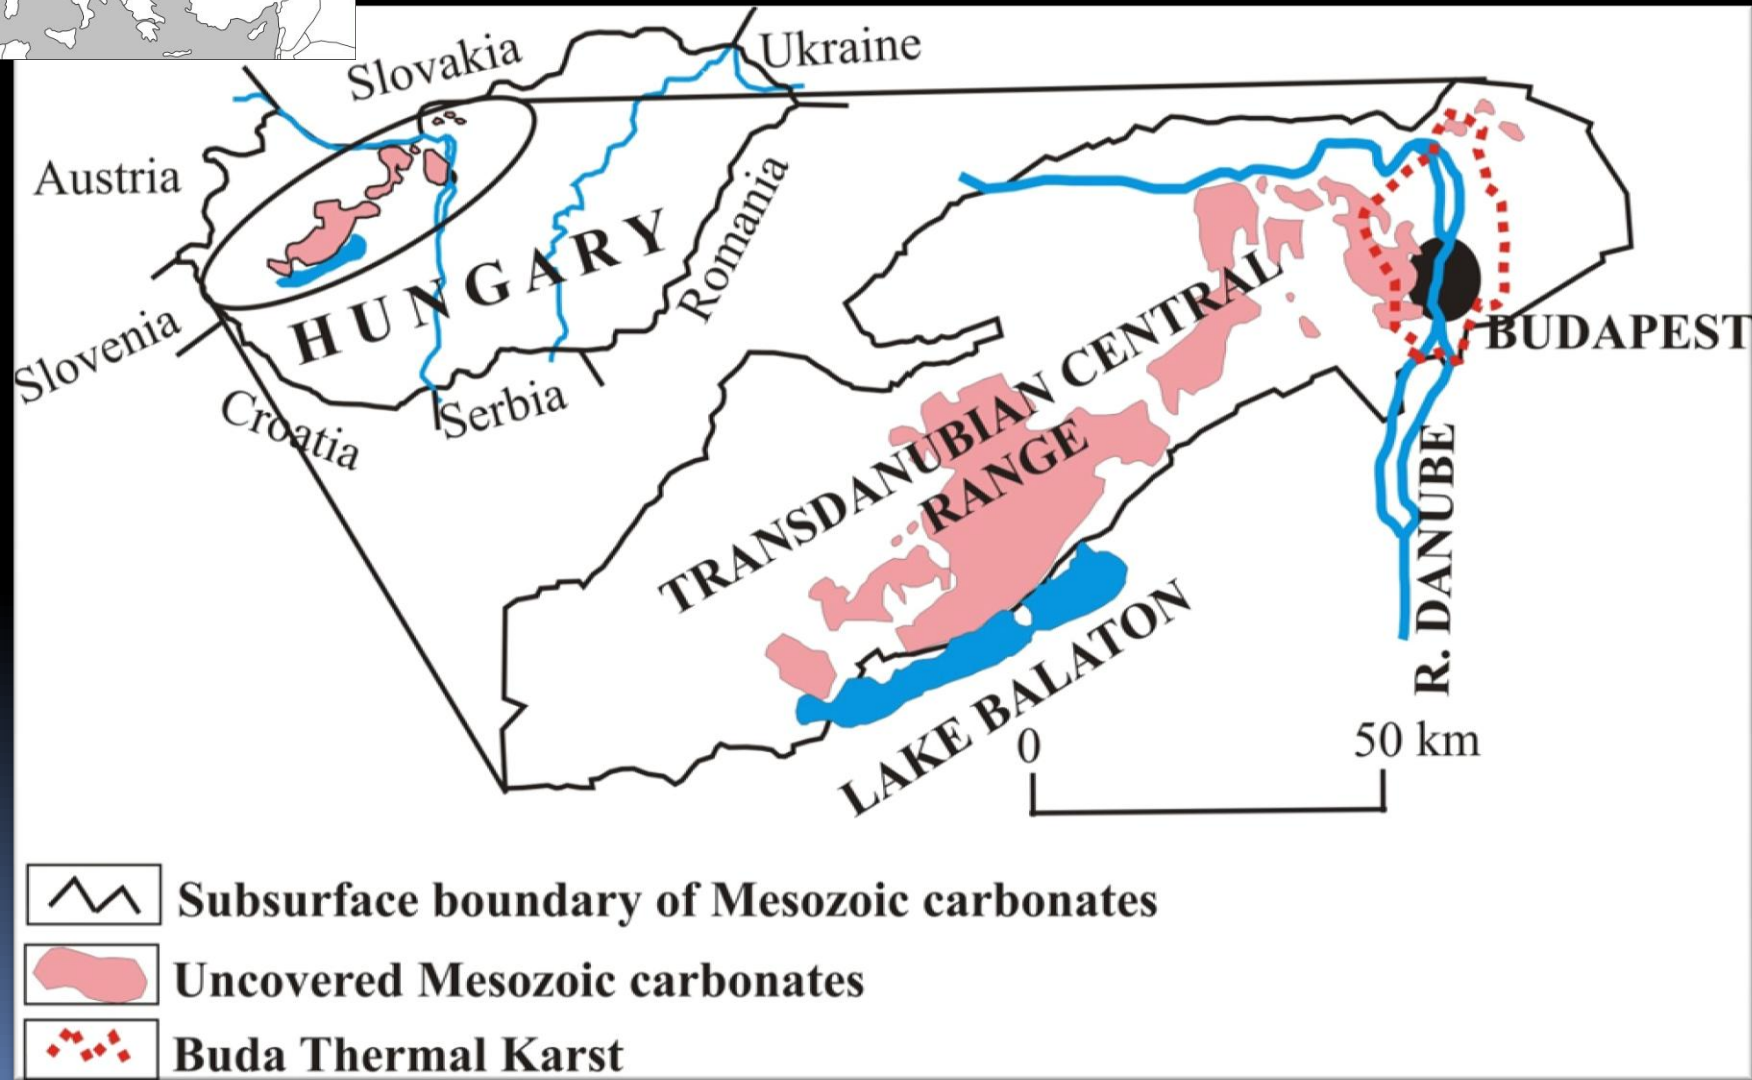 Slovakia
Ukraine
Austria
HUNGARY
Romania
Slovenia
Croatia
Serbia
TRANSDANUBIAN CENTRAL
RANGE
BUDAPEST
R. DANUBE
LAKE BALATON
0
50 km
Subsurface boundary of Mesozoic carbonates
Uncovered Mesozoic carbonates
Buda Thermal Karst